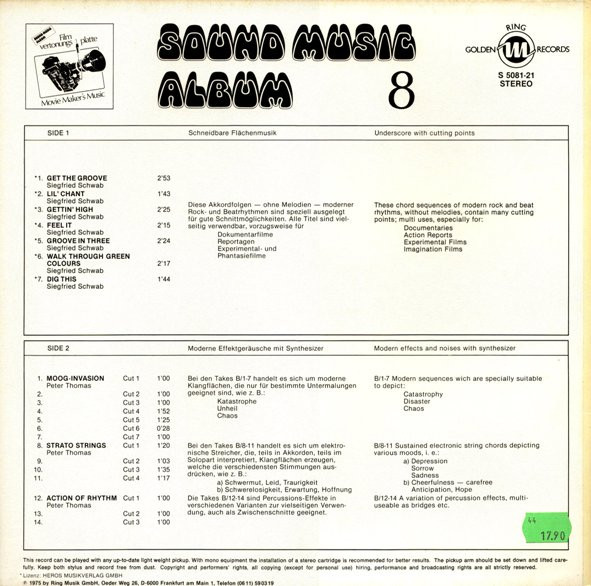 Film
vertonungs platte
Movie Maker's Music
SOUND MUSIC
ALBUM 8
RING
GOLDEN RECORDS
S 5081-21
STEREO
SIDE 1 Schneidbare Flächenmusik Underscore with cutting points
*1. GET THE GROOVE 2'53
Siegfried Schwab
*2. LIL' CHANT 1'43
Siegfried Schwab
*3. GETTIN' HIGH 2'25
Siegfried Schwab
*4. FEEL IT 2'15
Siegfried Schwab
*5. GROOVE IN THREE 2'24
Siegfried Schwab
*6. WALK THROUGH GREEN
COLOURS 2'17
Siegfried Schwab
*7. DIG THIS 1'44
Siegfried Schwab
Diese Akkordfolgen — ohne Melodien — moderner
Rock- und Beatrhythmen sind speziell ausgelegt
für gute Schnittmöglichkeiten. Alle Titel sind viel-
seitig verwendbar, vorzugsweise für
Dokumentarfilme
Reportagen
Experimental- und
Phantasiefilme
These chord sequences of modern rock and beat
rhythms, without melodies, contain many cutting
points; multi uses, especially for:
Documentaries
Action Reports
Experimental Films
Imagination Films
SIDE 2 Moderne Effektgeräusche mit Synthesizer Modern effects and noises with synthesizer
1. MOOG-INVASION Cut 1 1'00
Peter Thomas
2. Cut 2 1'00
3. Cut 3 1'00
4. Cut 4 1'52
5. Cut 5 1'25
6. Cut 6 0'28
7. Cut 7 1'00
8. STRATO STRINGS Cut 1 1'20
Peter Thomas
9. Cut 2 1'03
10. Cut 3 1'35
11. Cut 4 1'17
12. ACTION OF RHYTHM Cut 1 1'00
Peter Thomas
13. Cut 2 1'00
14. Cut 3 1'00
Bei den Takes B/1-7 handelt es sich um moderne
Klangflächen, die nur für bestimmte Untermalungen
geeignet sind, wie z. B.:
Katastrophe
Unheil
Chaos
Bei den Takes B/8-11 handelt es sich um elektro-
nische Streicher, die, teils in Akkorden, teils im
Solopart interpretiert, Klangflächen erzeugen,
welche die verschiedensten Stimmungen aus-
drücken, wie z. B.:
a) Schwermut, Leid, Traurigkeit
b) Schwerelosigkeit, Erwartung, Hoffnung
Die Takes B/12-14 sind Percussions-Effekte in
verschiedenen Varianten zur vielseitigen Verwen-
dung, auch als Zwischenschnitte geeignet.
B/1-7 Modern sequences wich are specially suitable
to depict:
Catastrophy
Disaster
Chaos
B/8-11 Sustained electronic string chords depicting
various moods, i. e.:
a) Depression
Sorrow
Sadness
b) Cheerfulness — carefree
Anticipation, Hope
B/12-14 A variation of percussion effects, multi-
useable as bridges etc.
44
17.90
This record can be played with any up-to-date light weight pickup. With mono equipment the installation of a stereo cartridge is recommended for better results. The pickup arm should be set down and lifted care-
fully. Keep both stylus and record free from dust. Copyright and performers' rights, all copying (except for personal use) hiring, performance and broadcasting rights are all strictly reserved.
* Lizenz: HEROS MUSIKVERLAG GMBH
℗ 1975 by Ring Musik GmbH, Oeder Weg 26, D-6000 Frankfurt am Main 1, Telefon (0611) 590319